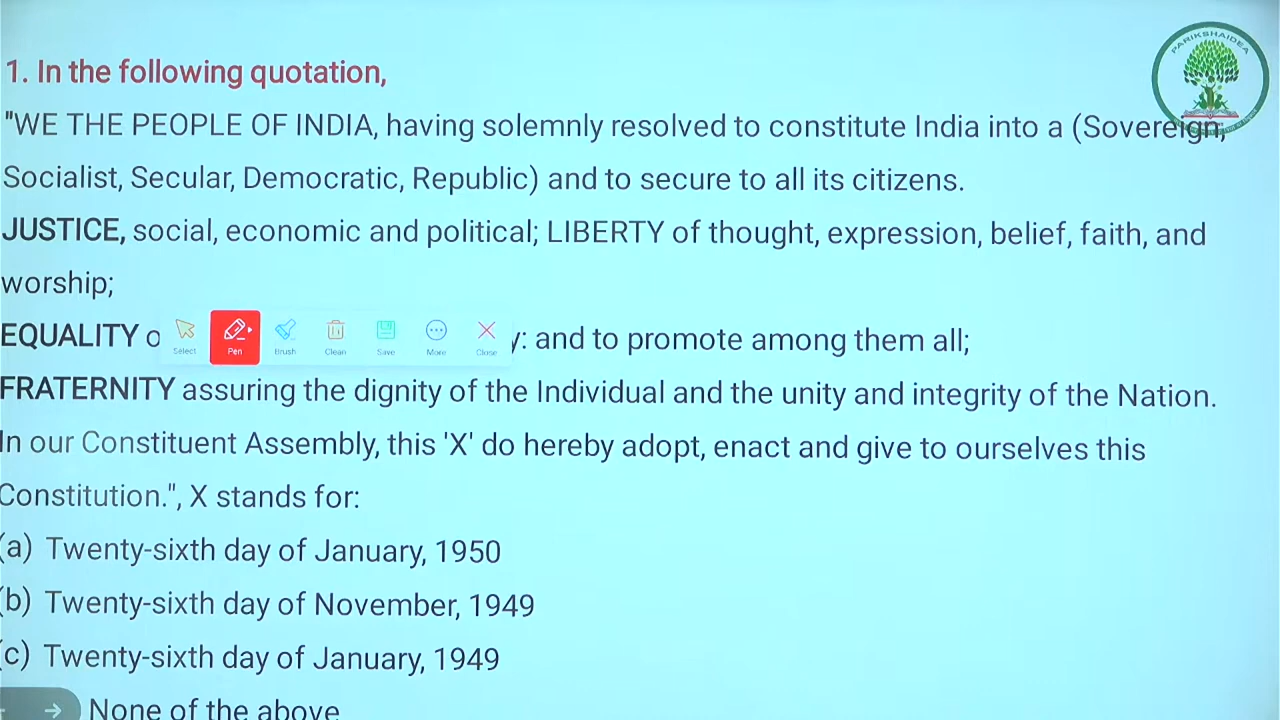 PARIKSHAIDEA
1. In the following quotation,
"WE THE PEOPLE OF INDIA, having solemnly resolved to constitute India into a (Sovereign,
Socialist, Secular, Democratic, Republic) and to secure to all its citizens.
JUSTICE, social, economic and political; LIBERTY of thought, expression, belief, faith, and
worship;
EQUALITY o y: and to promote among them all;
Select Pen Brush Clean Save More Close
FRATERNITY assuring the dignity of the Individual and the unity and integrity of the Nation.
In our Constituent Assembly, this 'X' do hereby adopt, enact and give to ourselves this
Constitution.", X stands for:
(a) Twenty-sixth day of January, 1950
(b) Twenty-sixth day of November, 1949
(c) Twenty-sixth day of January, 1949
None of the above